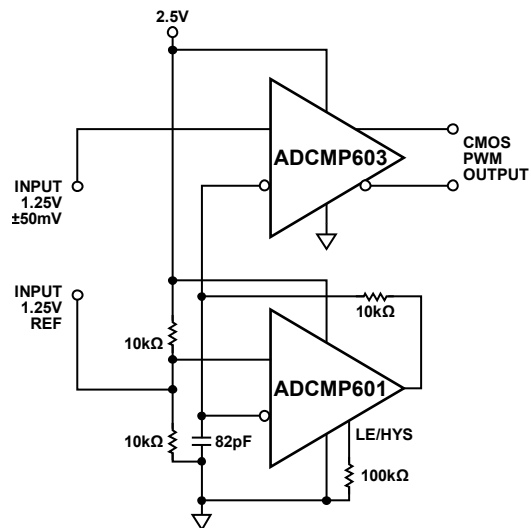 2.5V
ADCMP603
CMOS
PWM
OUTPUT
INPUT
1.25V
±50mV
INPUT
1.25V
REF
10kΩ
10kΩ
ADCMP601
10kΩ
82pF
LE/HYS
100kΩ